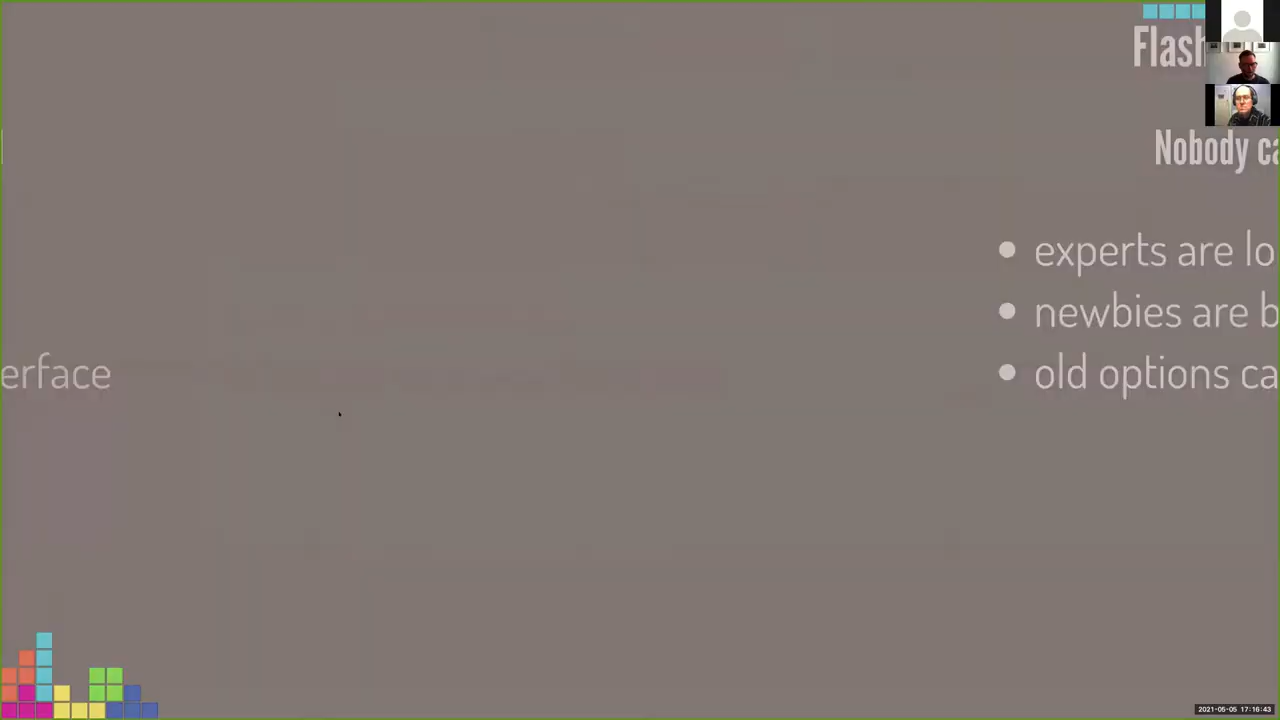 Flash
Nobody ca
experts are lo
newbies are b
old options ca
erface
2021-05-05 17:16:43